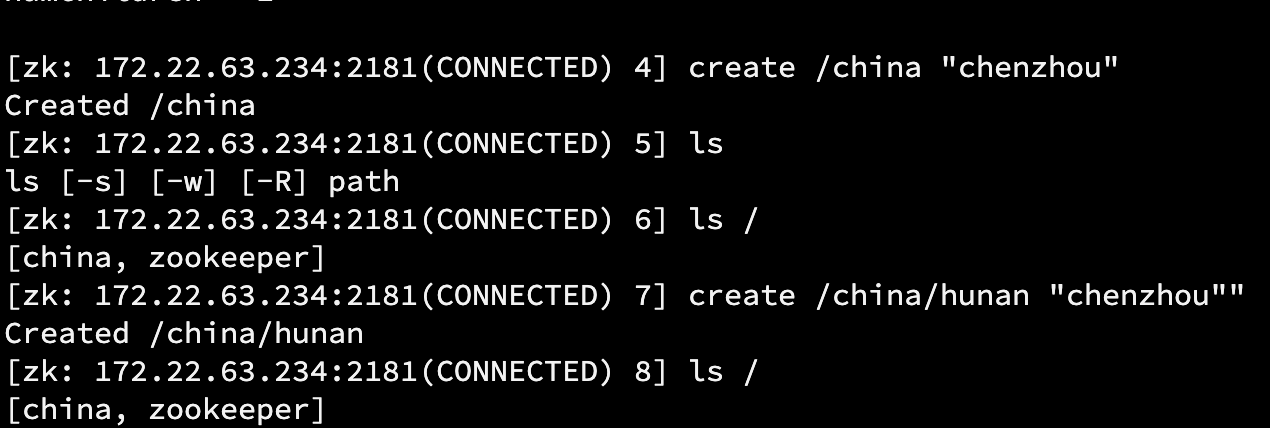 [zk: 172.22.63.234:2181(CONNECTED) 4] create /china "chenzhou"
Created /china
[zk: 172.22.63.234:2181(CONNECTED) 5] ls
ls [-s] [-w] [-R] path
[zk: 172.22.63.234:2181(CONNECTED) 6] ls /
[china, zookeeper]
[zk: 172.22.63.234:2181(CONNECTED) 7] create /china/hunan "chenzhou""
Created /china/hunan
[zk: 172.22.63.234:2181(CONNECTED) 8] ls /
[china, zookeeper]